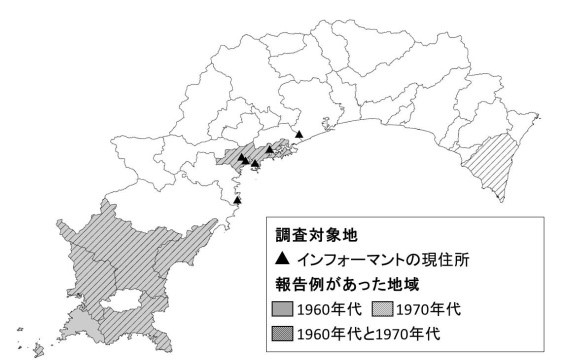 調査対象地
▲ インフォーマントの現住所
報告例があった地域
1960年代 1970年代
1960年代と1970年代